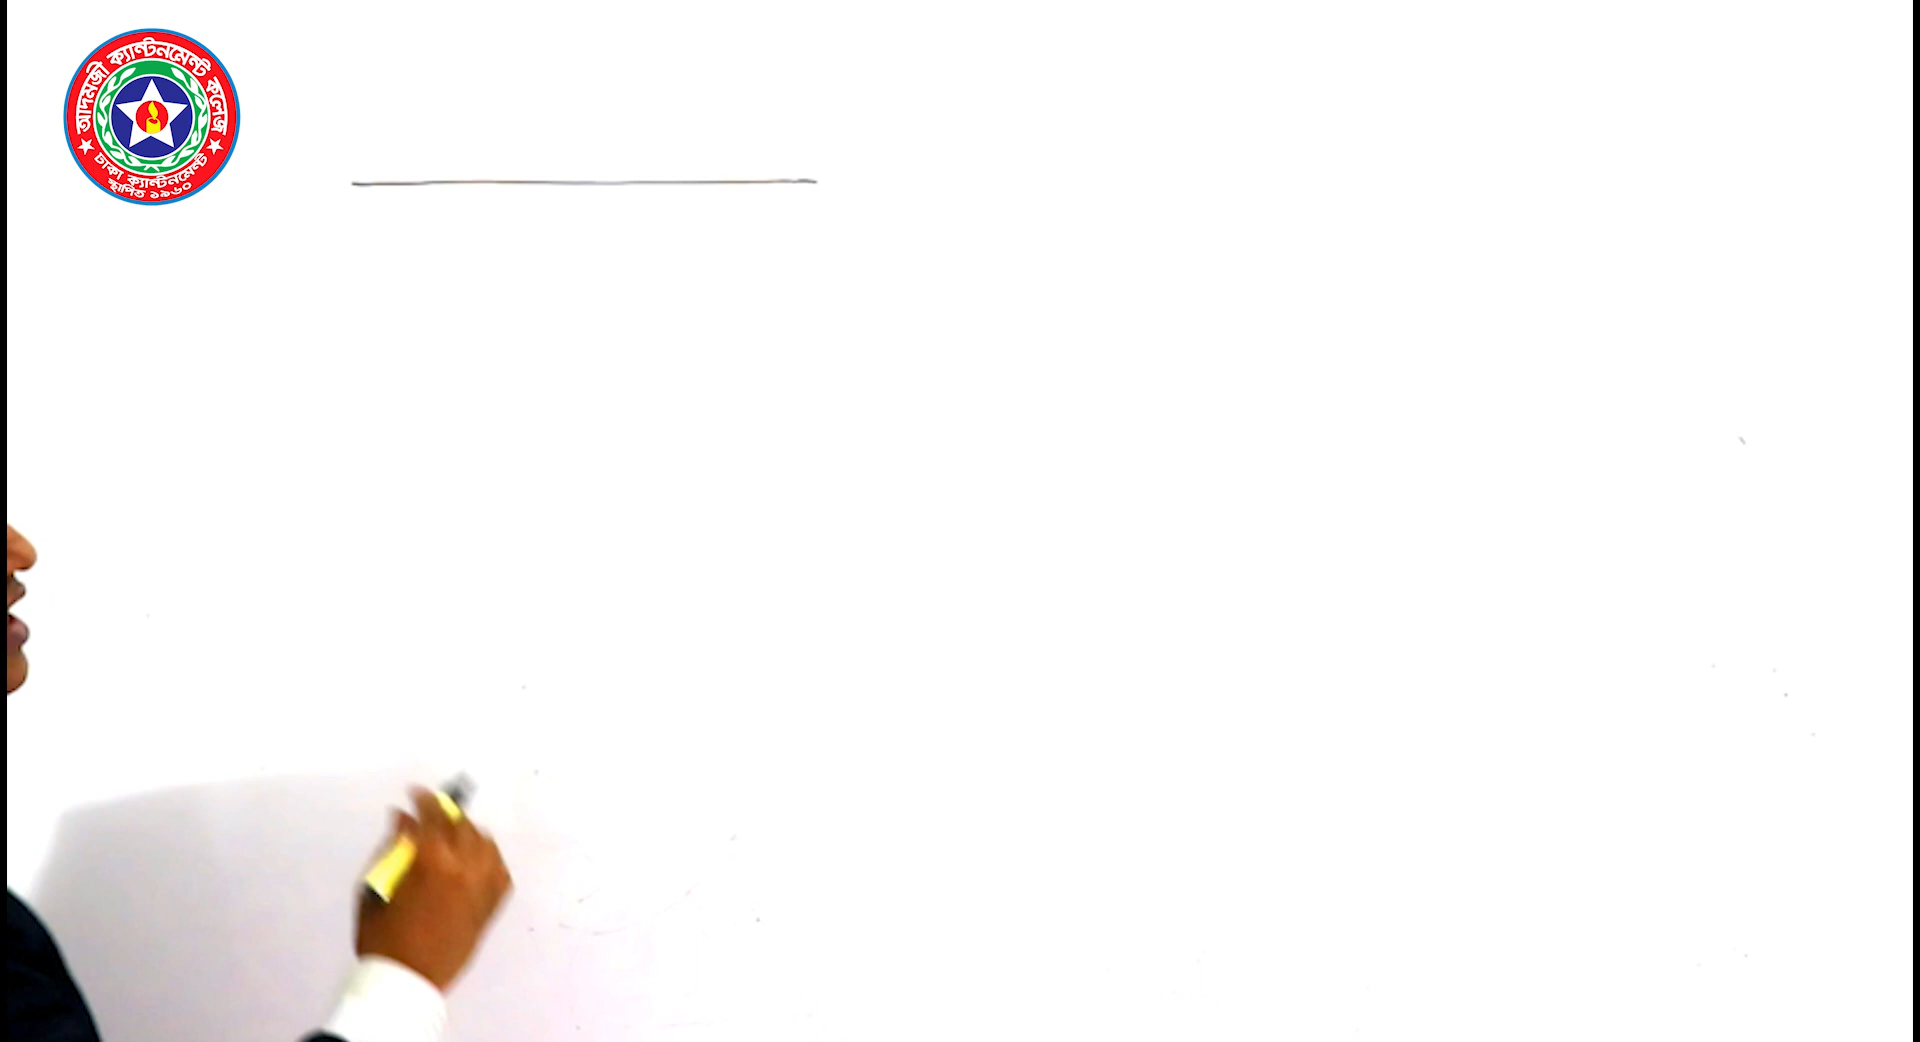 আদমজী ক্যান্টনমেন্ট কলেজ
ঢাকা ক্যান্টনমেন্ট
স্থাপিত ১৯৬০